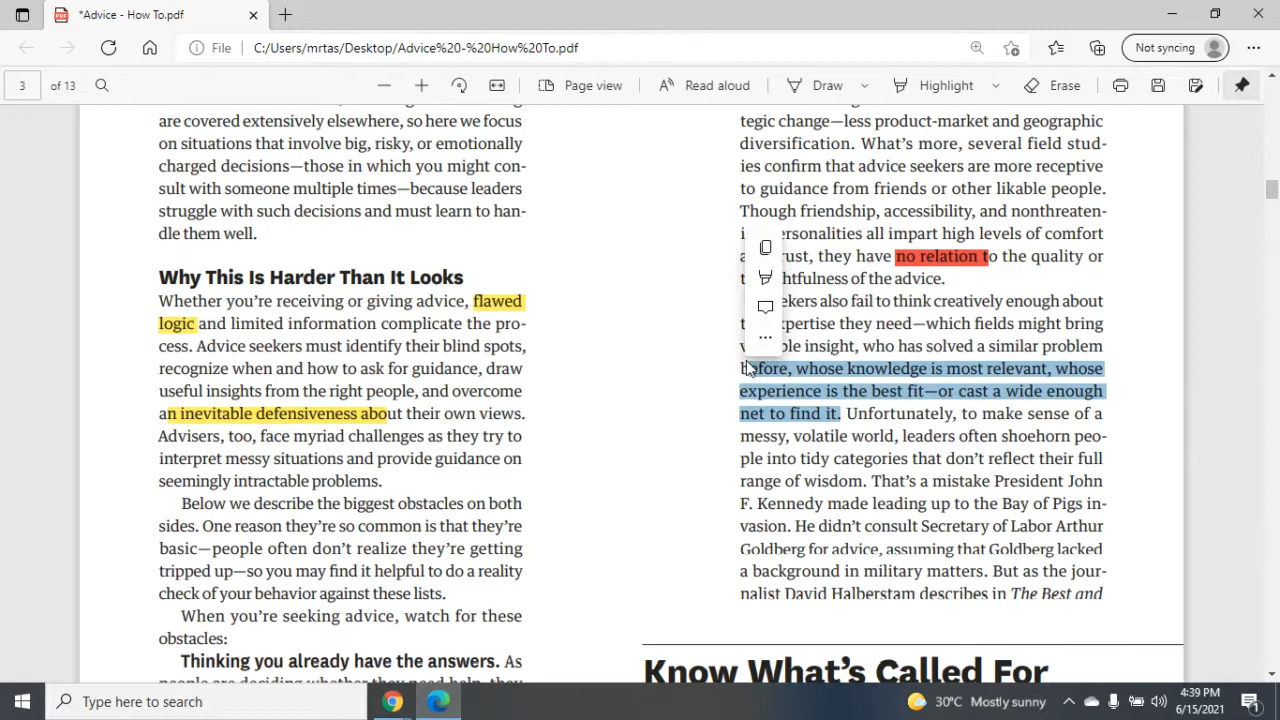 *Advice - How To.pdf
File
C:/Users/mrtas/Desktop/Advice%20-%20How%20To.pdf
Not syncing
3
of 13
Page view
Read aloud
Draw
Highlight
Erase
are covered extensively elsewhere, so here we focus
on situations that involve big, risky, or emotionally
charged decisions—those in which you might con-
sult with someone multiple times—because leaders
struggle with such decisions and must learn to han-
dle them well.
Why This Is Harder Than It Looks
Whether you're receiving or giving advice, flawed
logic and limited information complicate the pro-
cess. Advice seekers must identify their blind spots,
recognize when and how to ask for guidance, draw
useful insights from the right people, and overcome
an inevitable defensiveness about their own views.
Advisers, too, face myriad challenges as they try to
interpret messy situations and provide guidance on
seemingly intractable problems.
Below we describe the biggest obstacles on both
sides. One reason they're so common is that they're
basic—people often don't realize they're getting
tripped up—so you may find it helpful to do a reality
check of your behavior against these lists.
When you're seeking advice, watch for these
obstacles:
Thinking you already have the answers. As
people are deciding whether they need help, they
tegic change—less product-market and geographic
diversification. What's more, several field stud-
ies confirm that advice seekers are more receptive
to guidance from friends or other likable people.
Though friendship, accessibility, and nonthreaten-
personalities all impart high levels of comfort
they have no relation to the quality or
of the advice.
also fail to think creatively enough about
expertise they need—which fields might bring
insight, who has solved a similar problem
before, whose knowledge is most relevant, whose
experience is the best fit—or cast a wide enough
net to find it. Unfortunately, to make sense of a
messy, volatile world, leaders often shoehorn peo-
ple into tidy categories that don't reflect their full
range of wisdom. That's a mistake President John
F. Kennedy made leading up to the Bay of Pigs in-
vasion. He didn't consult Secretary of Labor Arthur
Goldberg for advice, assuming that Goldberg lacked
a background in military matters. But as the jour-
nalist David Halberstam describes in The Best and
Know What's Called For
Type here to search
30°C Mostly sunny
4:39 PM
6/15/2021
1